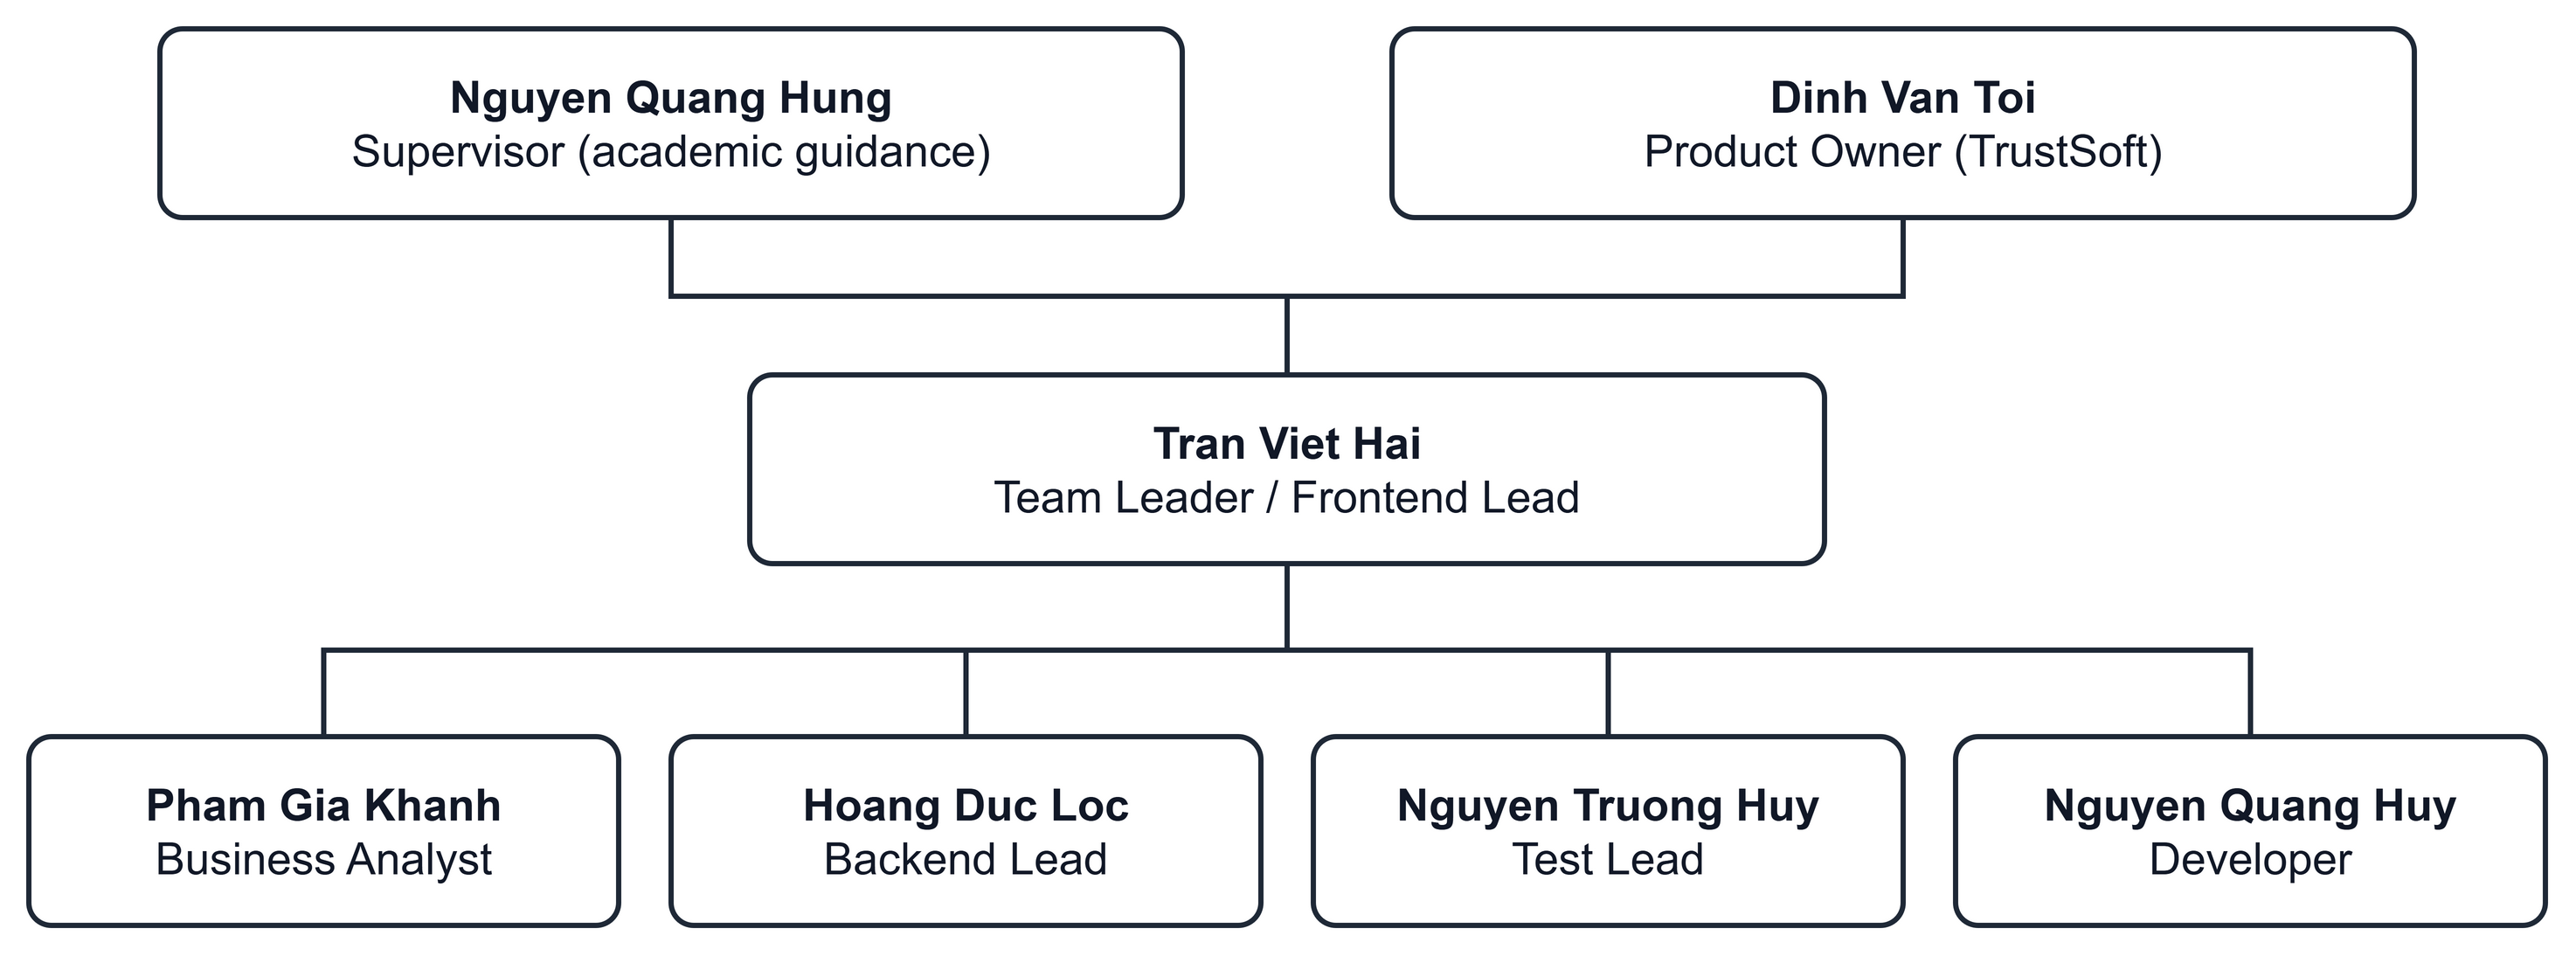 Nguyen Quang Hung
Supervisor (academic guidance)
Dinh Van Toi
Product Owner (TrustSoft)
Tran Viet Hai
Team Leader / Frontend Lead
Pham Gia Khanh
Business Analyst
Hoang Duc Loc
Backend Lead
Nguyen Truong Huy
Test Lead
Nguyen Quang Huy
Developer